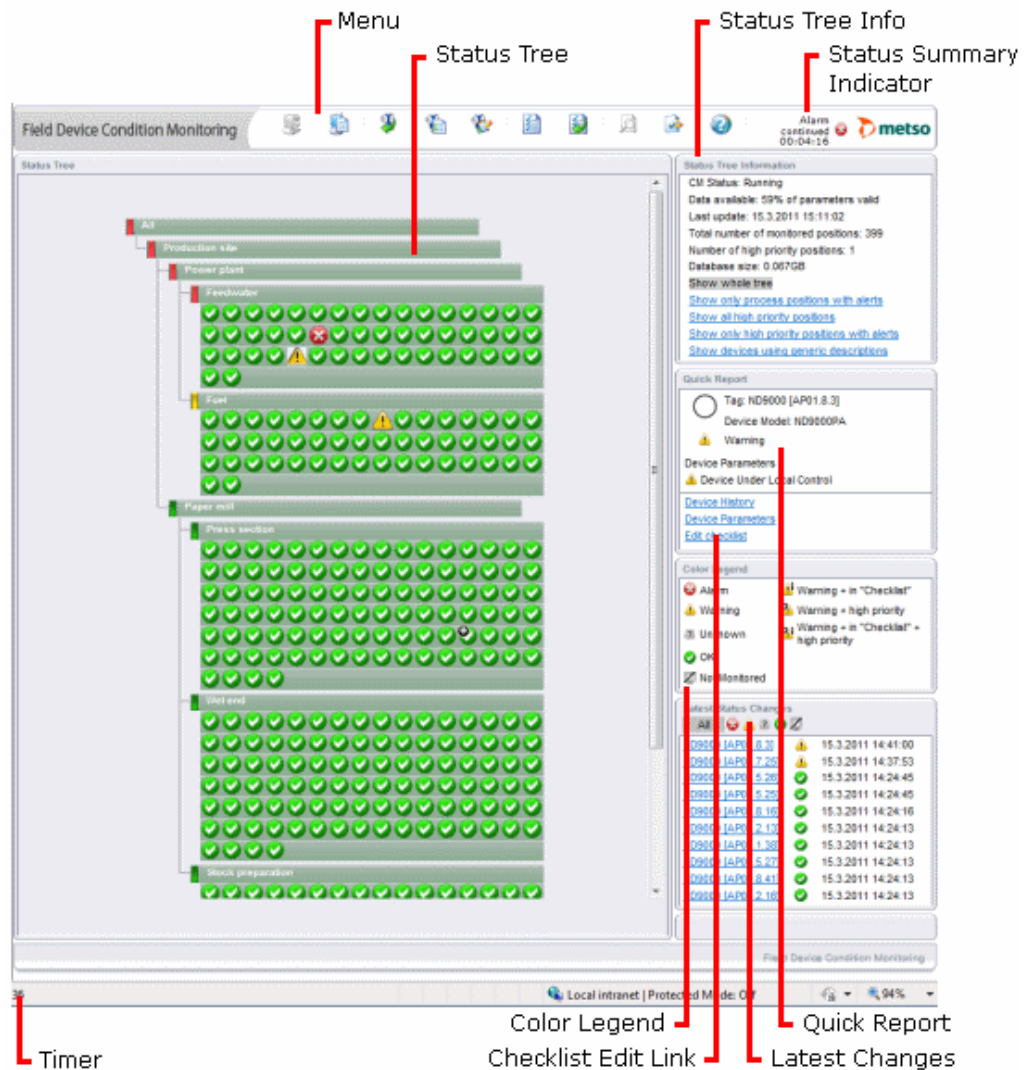 Menu
Status Tree Info
Status Tree
Status Summary
Indicator
Field Device Condition Monitoring
Alarm
continued
00:04:16
metso
Status Tree
Status Tree Information
All
Production site
Power plant
Feedwater
Fuel
Paper mill
Press section
Wet end
Stock preparation
CM Status: Running
Data available: 59% of parameters valid
Last update: 15.3.2011 15:11:02
Total number of monitored positions: 399
Number of high priority positions: 1
Database size: 0.067GB
Show whole tree
Show only process positions with alerts
Show all high priority positions
Show only high priority positions with alerts
Show devices using generic descriptions
Quick Report
Tag: ND9000 [AP01.8.3]
Device Model: ND9000PA
Warning
Device Parameters
Device Under Local Control
Device History
Device Parameters
Edit checklist
Color Legend
Alarm
Warning + in "Checklist"
Warning
Warning + high priority
Unknown
Warning + in "Checklist" +
high priority
OK
Not Monitored
Latest Status Changes
All
15.3.2011 14:41:00
15.3.2011 14:37:53
15.3.2011 14:24:45
15.3.2011 14:24:45
15.3.2011 14:24:16
15.3.2011 14:24:13
15.3.2011 14:24:13
15.3.2011 14:24:13
15.3.2011 14:24:13
15.3.2011 14:24:13
Field Device Condition Monitoring
Local intranet | Protected Mode: Off
94%
Color Legend
Quick Report
Timer
Checklist Edit Link
Latest Changes